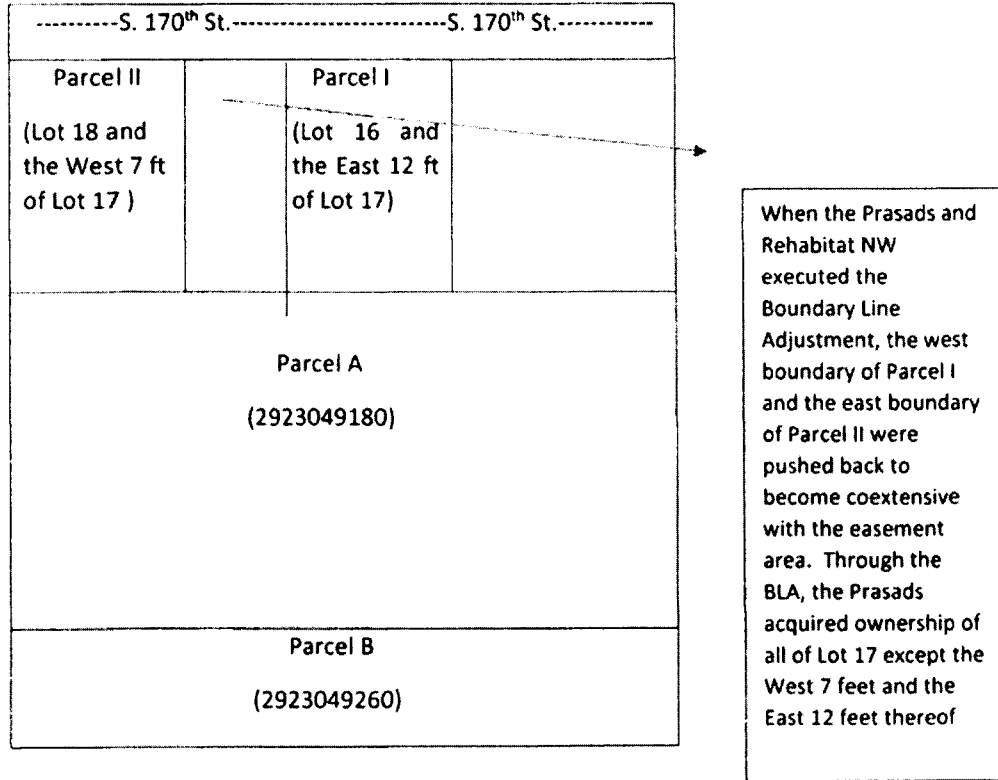 ----------S. 170th St.--------------------------S. 170th St.------------
Parcel II
(Lot 18 and
the West 7 ft
of Lot 17 )
Parcel I
(Lot 16 and
the East 12 ft
of Lot 17)
Parcel A
(2923049180)
Parcel B
(2923049260)
When the Prasads and
Rehabitat NW
executed the
Boundary Line
Adjustment, the west
boundary of Parcel I
and the east boundary
of Parcel II were
pushed back to
become coextensive
with the easement
area. Through the
BLA, the Prasads
acquired ownership of
all of Lot 17 except the
West 7 feet and the
East 12 feet thereof